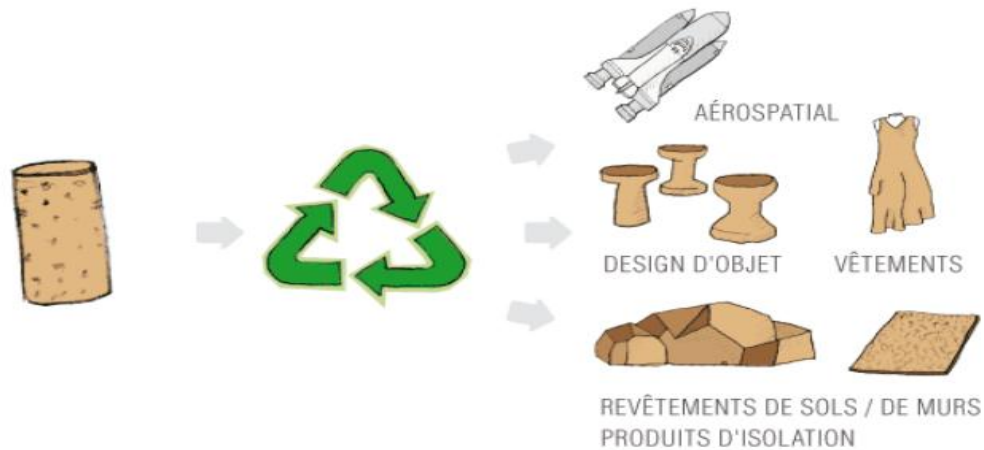 AÉROSPATIAL
DESIGN D'OBJET
VÊTEMENTS
REVÊTEMENTS DE SOLS / DE MURS
PRODUITS D'ISOLATION